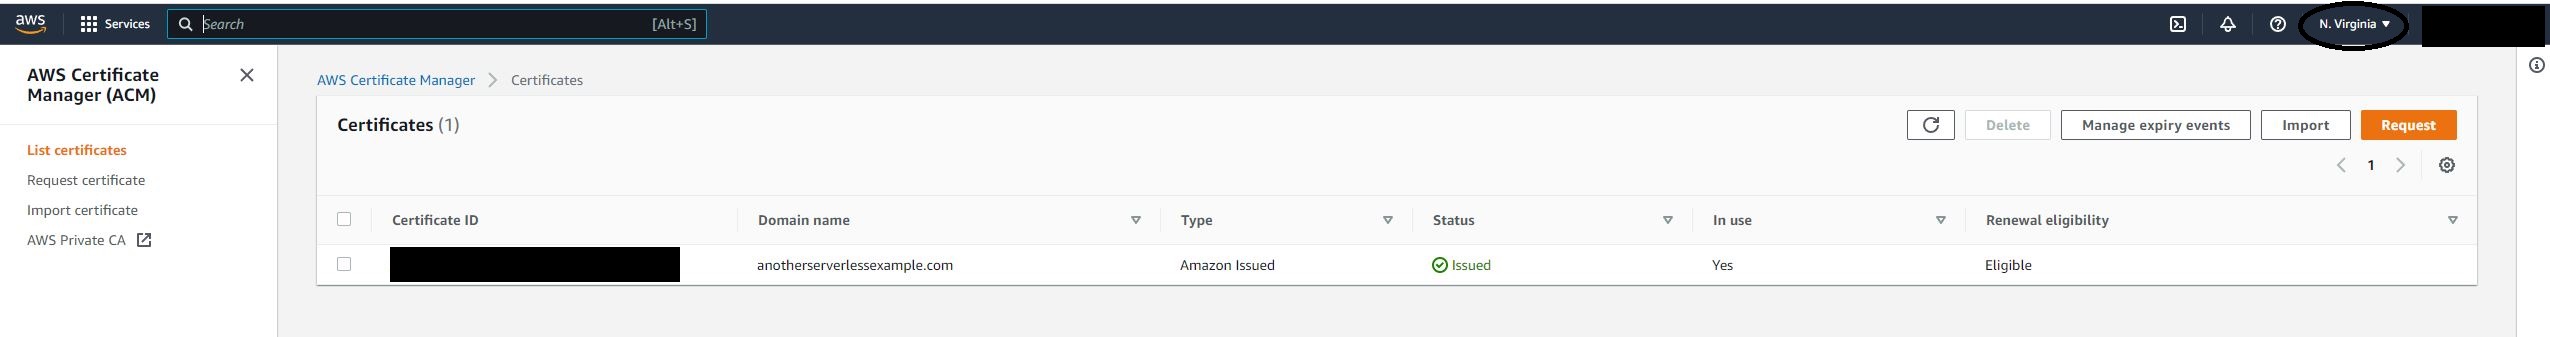 aws
Services
Search
[Alt+S]
N. Virginia
AWS Certificate
Manager (ACM)
List certificates
Request certificate
Import certificate
AWS Private CA
AWS Certificate Manager
Certificates
Certificates (1)
Delete
Manage expiry events
Import
Request
1
Certificate ID
Domain name
Type
Status
In use
Renewal eligibility
anotherserverlessexample.com
Amazon Issued
Issued
Yes
Eligible